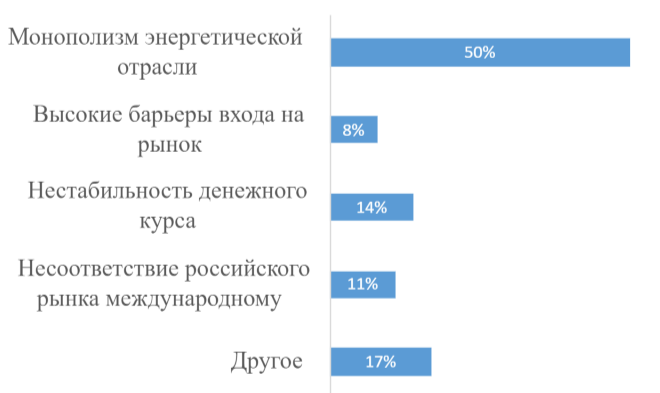 Монополизм энергетической
отрасли
50%
Высокие барьеры входа на
рынок
8%
Нестабильность денежного
курса
14%
Несоответствие российского
рынка международному
11%
Другое
17%